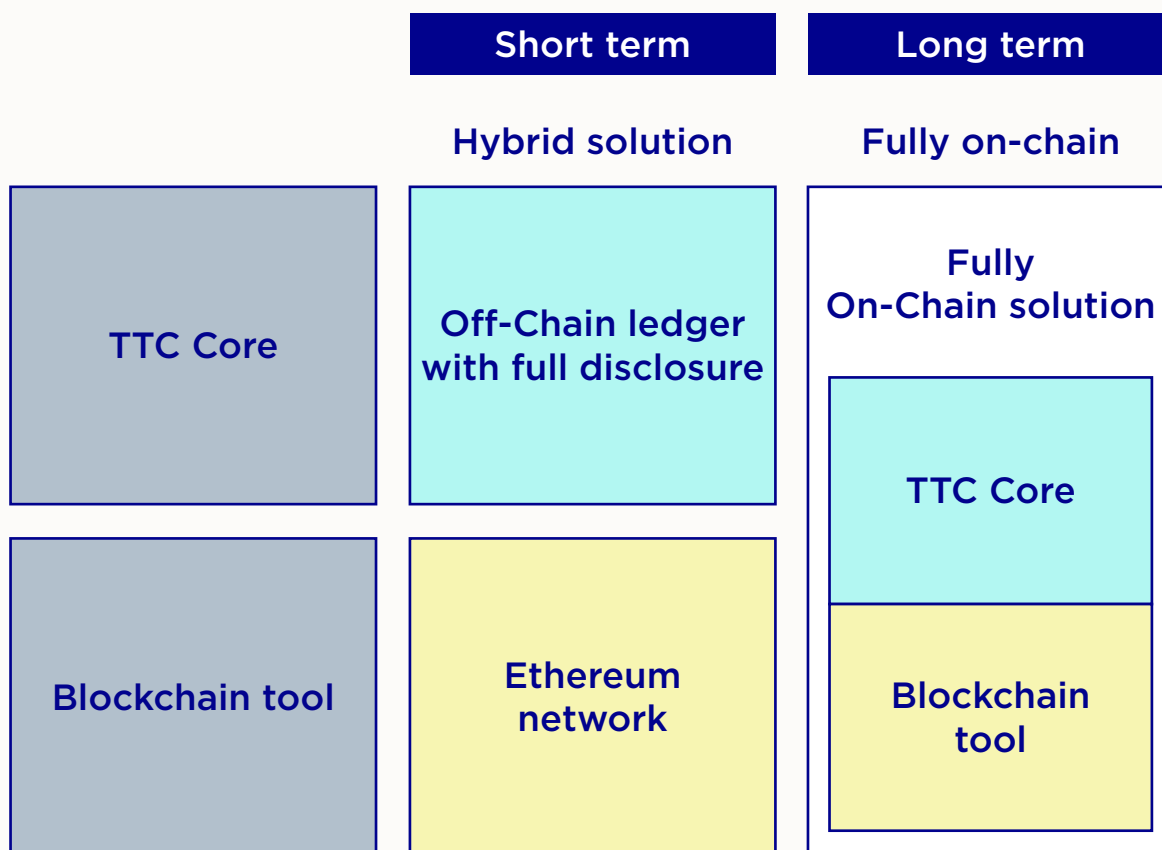 Short term
Long term
Hybrid solution
Fully on-chain
TTC Core
Off-Chain ledger
with full disclosure
Fully
On-Chain solution
TTC Core
Blockchain tool
Ethereum
network
Blockchain
tool